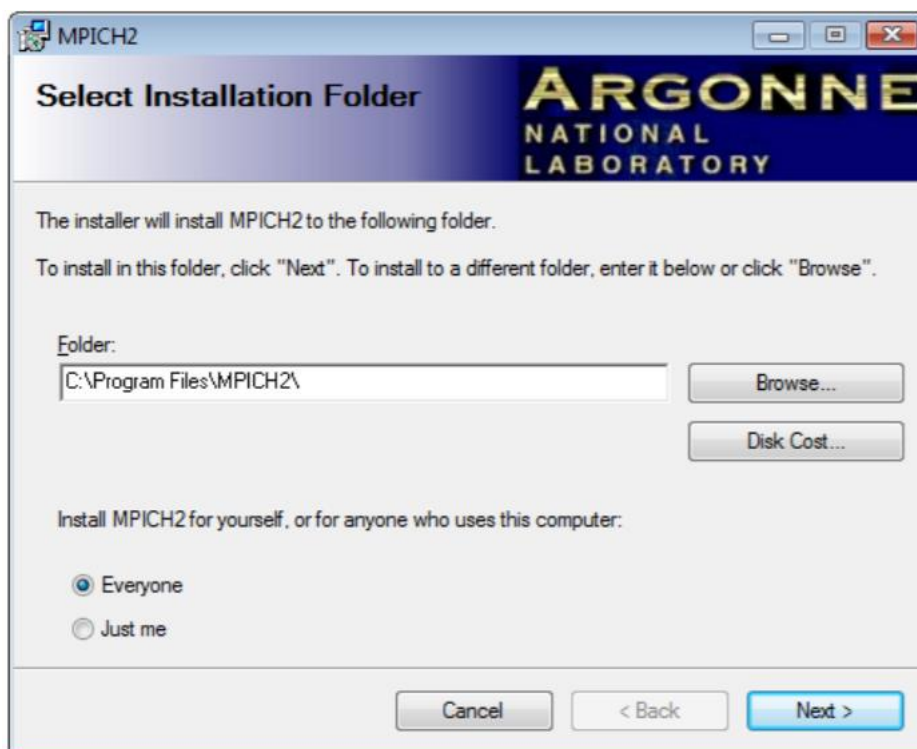 MPICH2
Select Installation Folder
ARGONNE
NATIONAL
LABORATORY
The installer will install MPICH2 to the following folder.
To install in this folder, click "Next". To install to a different folder, enter it below or click "Browse".
Folder:
C:\Program Files\MPICH2\
Browse...
Disk Cost...
Install MPICH2 for yourself, or for anyone who uses this computer:
Everyone
Just me
Cancel
< Back
Next >